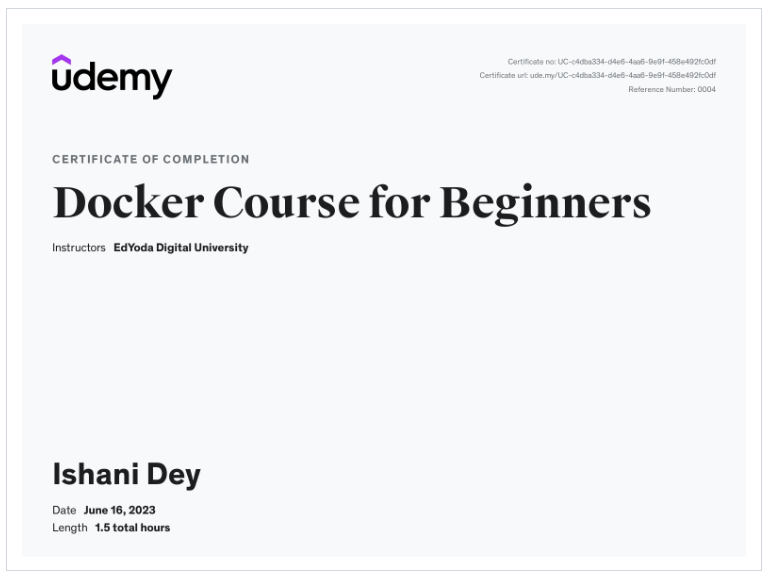 udemy
Certificate no: UC-c4dba334-d4e6-4aa6-9e9f-458e492fc0df
Certificate url: ude.my/UC-c4dba334-d4e6-4aa6-9e9f-458e492fc0df
Reference Number: 0004
CERTIFICATE OF COMPLETION
Docker Course for Beginners
Instructors EdYoda Digital University
Ishani Dey
Date June 16, 2023
Length 1.5 total hours